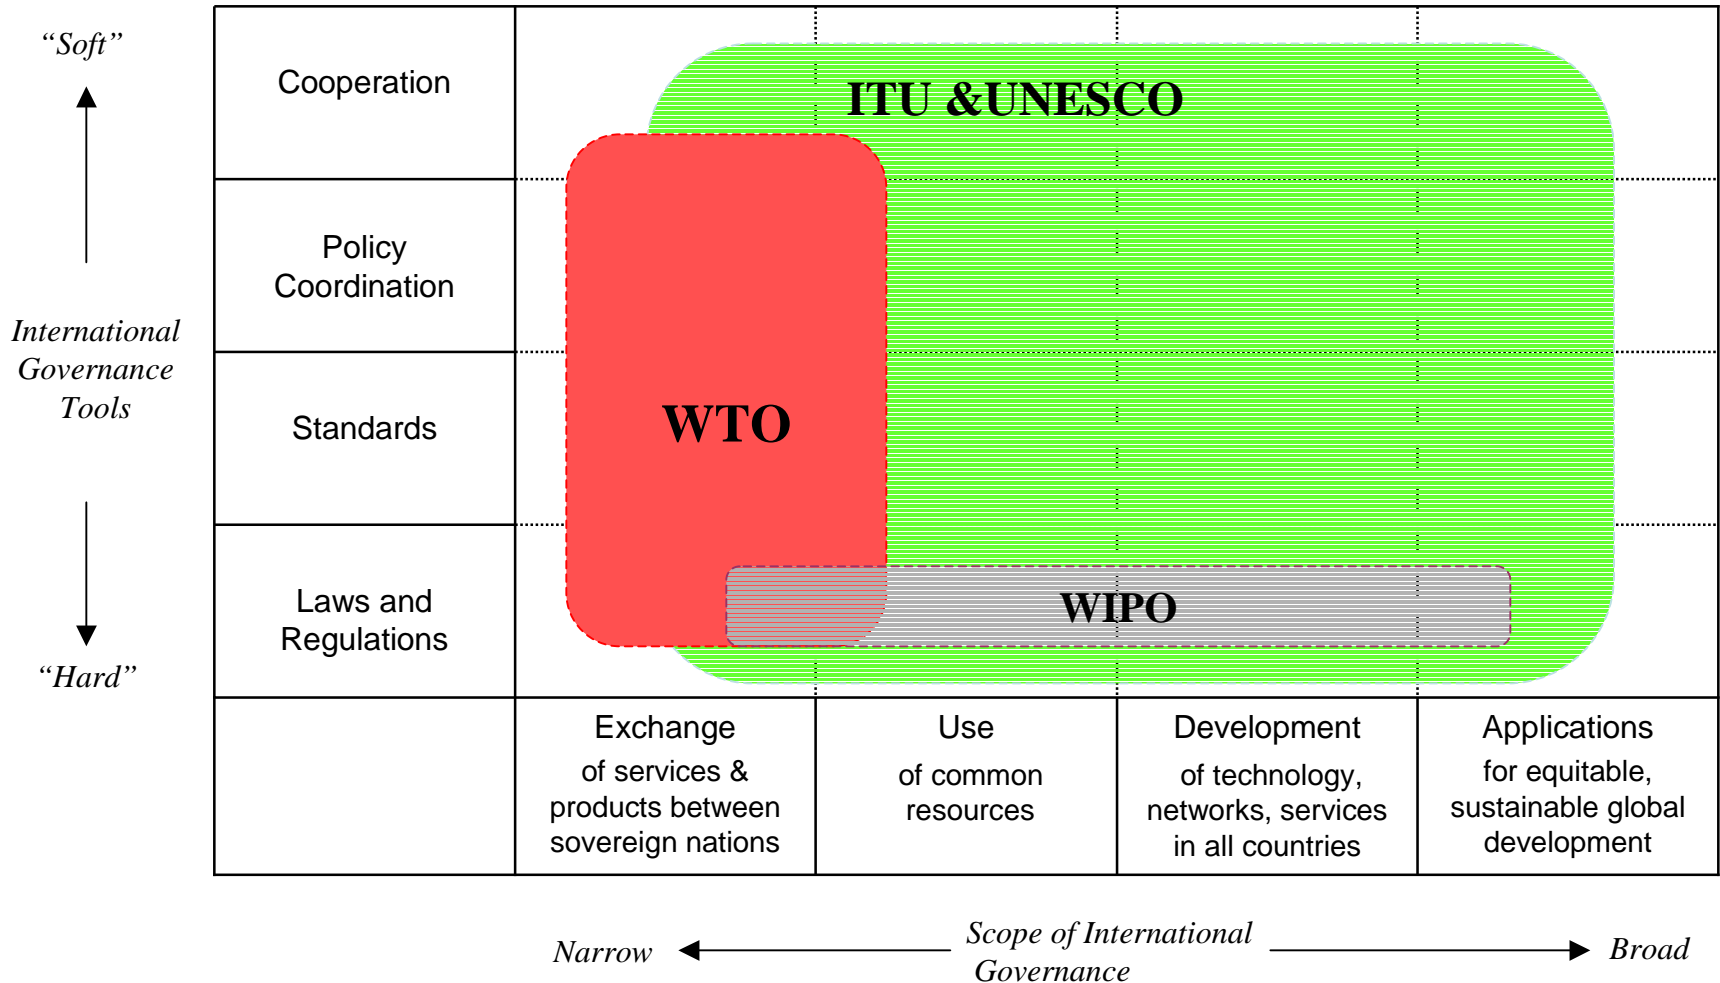 “Soft”
International
Governance
Tools
“Hard”
Cooperation
ITU &UNESCO
Policy
Coordination
Standards
WTO
Laws and
Regulations
WIPO
Exchange
of services &
products between
sovereign nations
Use
of common
resources
Development
of technology,
networks, services
in all countries
Applications
for equitable,
sustainable global
development
Narrow
Scope of International
Governance
Broad